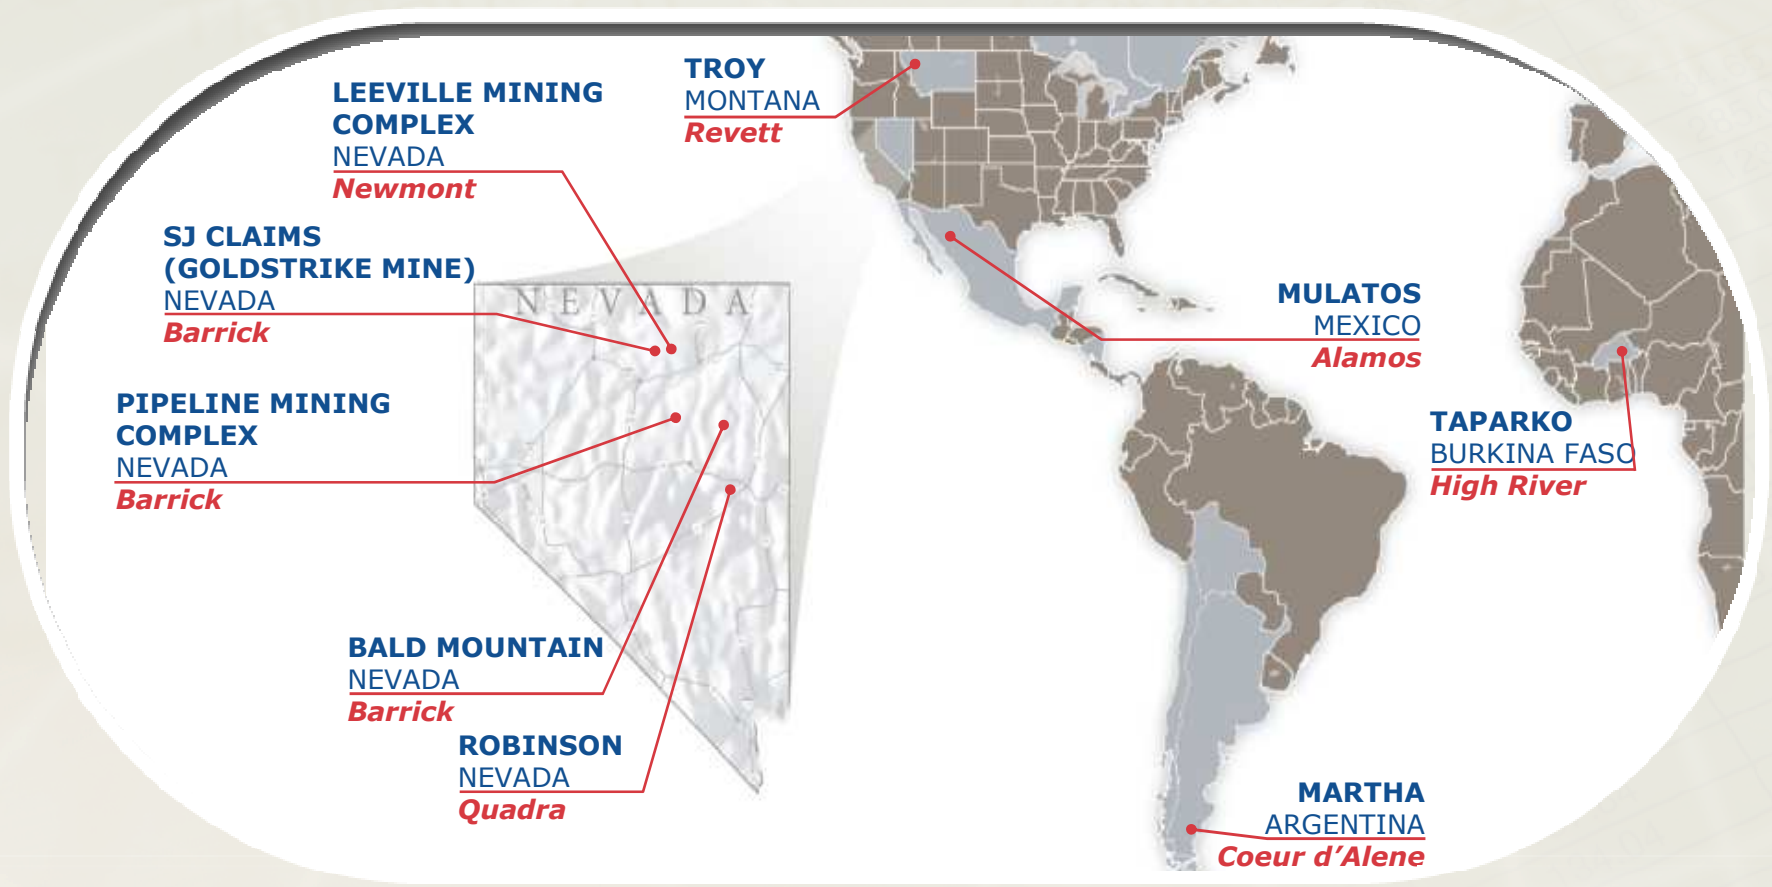 TROY
MONTANA
Revett
LEEVILLE MINING
COMPLEX
NEVADA
Newmont
SJ CLAIMS
(GOLDSTRIKE MINE)
NEVADA
Barrick
NEVADA
MULATOS
MEXICO
Alamos
PIPELINE MINING
COMPLEX
NEVADA
Barrick
TAPARKO
BURKINA FASO
High River
BALD MOUNTAIN
NEVADA
Barrick
ROBINSON
NEVADA
Quadra
MARTHA
ARGENTINA
Coeur d’Alene